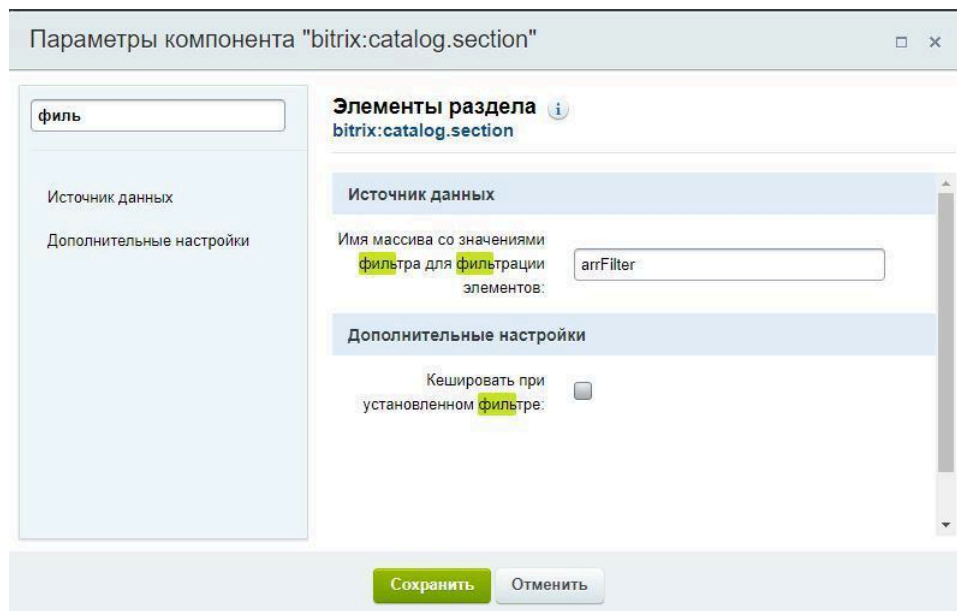 Параметры компонента "bitrix:catalog.section"
филь
Источник данных
Дополнительные настройки
Элементы раздела
bitrix:catalog.section
Источник данных
Имя массива со значениями
фильтра для фильтрации
элементов:
arrFilter
Дополнительные настройки
Кешировать при
установленном фильтре:
Сохранить
Отменить